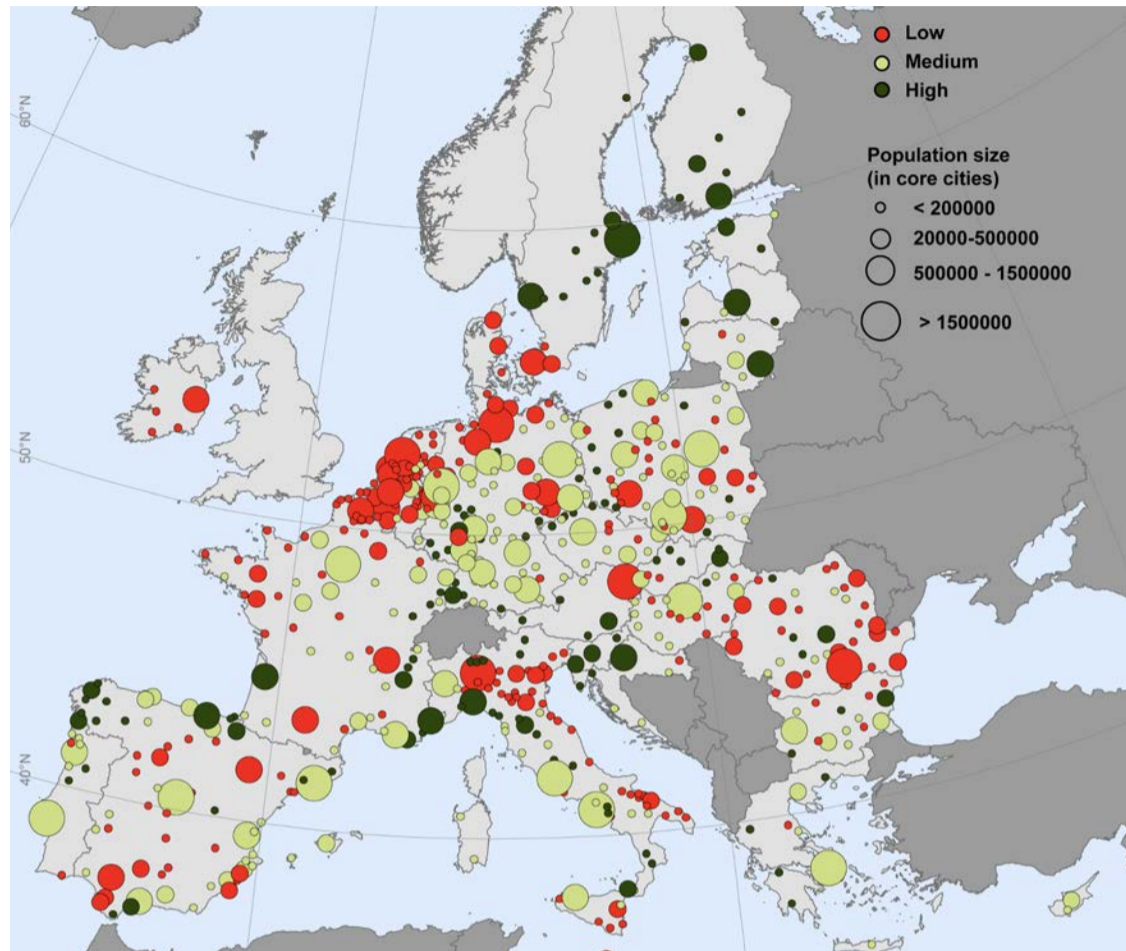 Low
Medium
High
Population size
(in core cities)
< 200000
20000-500000
500000 - 1500000
> 1500000
60°N
50°N
40°N